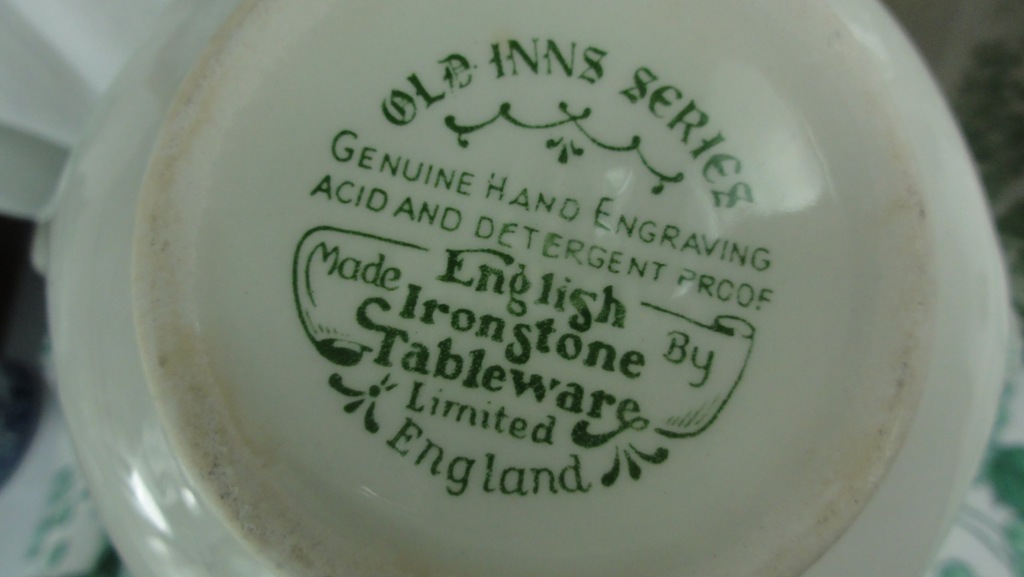 OLD INNS SERIES
GENUINE HAND ENGRAVING
ACID AND DETERGENT PROOF
Made English By
Ironstone
Tableware
Limited
England